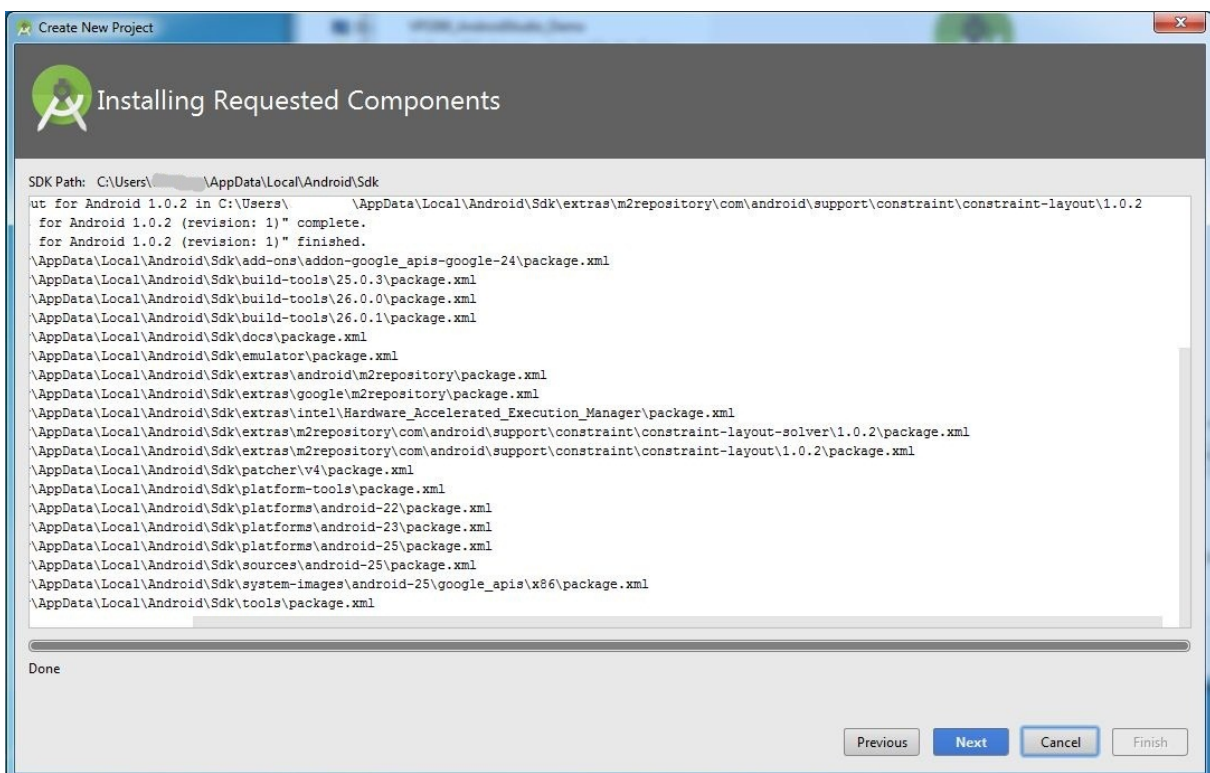 Create New Project
Installing Requested Components
SDK Path: C:\Users\ \AppData\Local\Android\Sdk
ut for Android 1.0.2 in C:\Users\ \AppData\Local\Android\Sdk\extras\m2repository\com\android\support\constraint\constraint-layout\1.0.2
for Android 1.0.2 (revision: 1)" complete.
for Android 1.0.2 (revision: 1)" finished.
\AppData\Local\Android\Sdk\add-ons\addon-google_apis-google-24\package.xml
\AppData\Local\Android\Sdk\build-tools\25.0.3\package.xml
\AppData\Local\Android\Sdk\build-tools\26.0.0\package.xml
\AppData\Local\Android\Sdk\build-tools\26.0.1\package.xml
\AppData\Local\Android\Sdk\docs\package.xml
\AppData\Local\Android\Sdk\emulator\package.xml
\AppData\Local\Android\Sdk\extras\android\m2repository\package.xml
\AppData\Local\Android\Sdk\extras\google\m2repository\package.xml
\AppData\Local\Android\Sdk\extras\intel\Hardware_Accelerated_Execution_Manager\package.xml
\AppData\Local\Android\Sdk\extras\m2repository\com\android\support\constraint\constraint-layout-solver\1.0.2\package.xml
\AppData\Local\Android\Sdk\extras\m2repository\com\android\support\constraint\constraint-layout\1.0.2\package.xml
\AppData\Local\Android\Sdk\patcher\v4\package.xml
\AppData\Local\Android\Sdk\platform-tools\package.xml
\AppData\Local\Android\Sdk\platforms\android-22\package.xml
\AppData\Local\Android\Sdk\platforms\android-23\package.xml
\AppData\Local\Android\Sdk\platforms\android-25\package.xml
\AppData\Local\Android\Sdk\sources\android-25\package.xml
\AppData\Local\Android\Sdk\system-images\android-25\google_apis\x86\package.xml
\AppData\Local\Android\Sdk\tools\package.xml
Done
Previous Next Cancel Finish